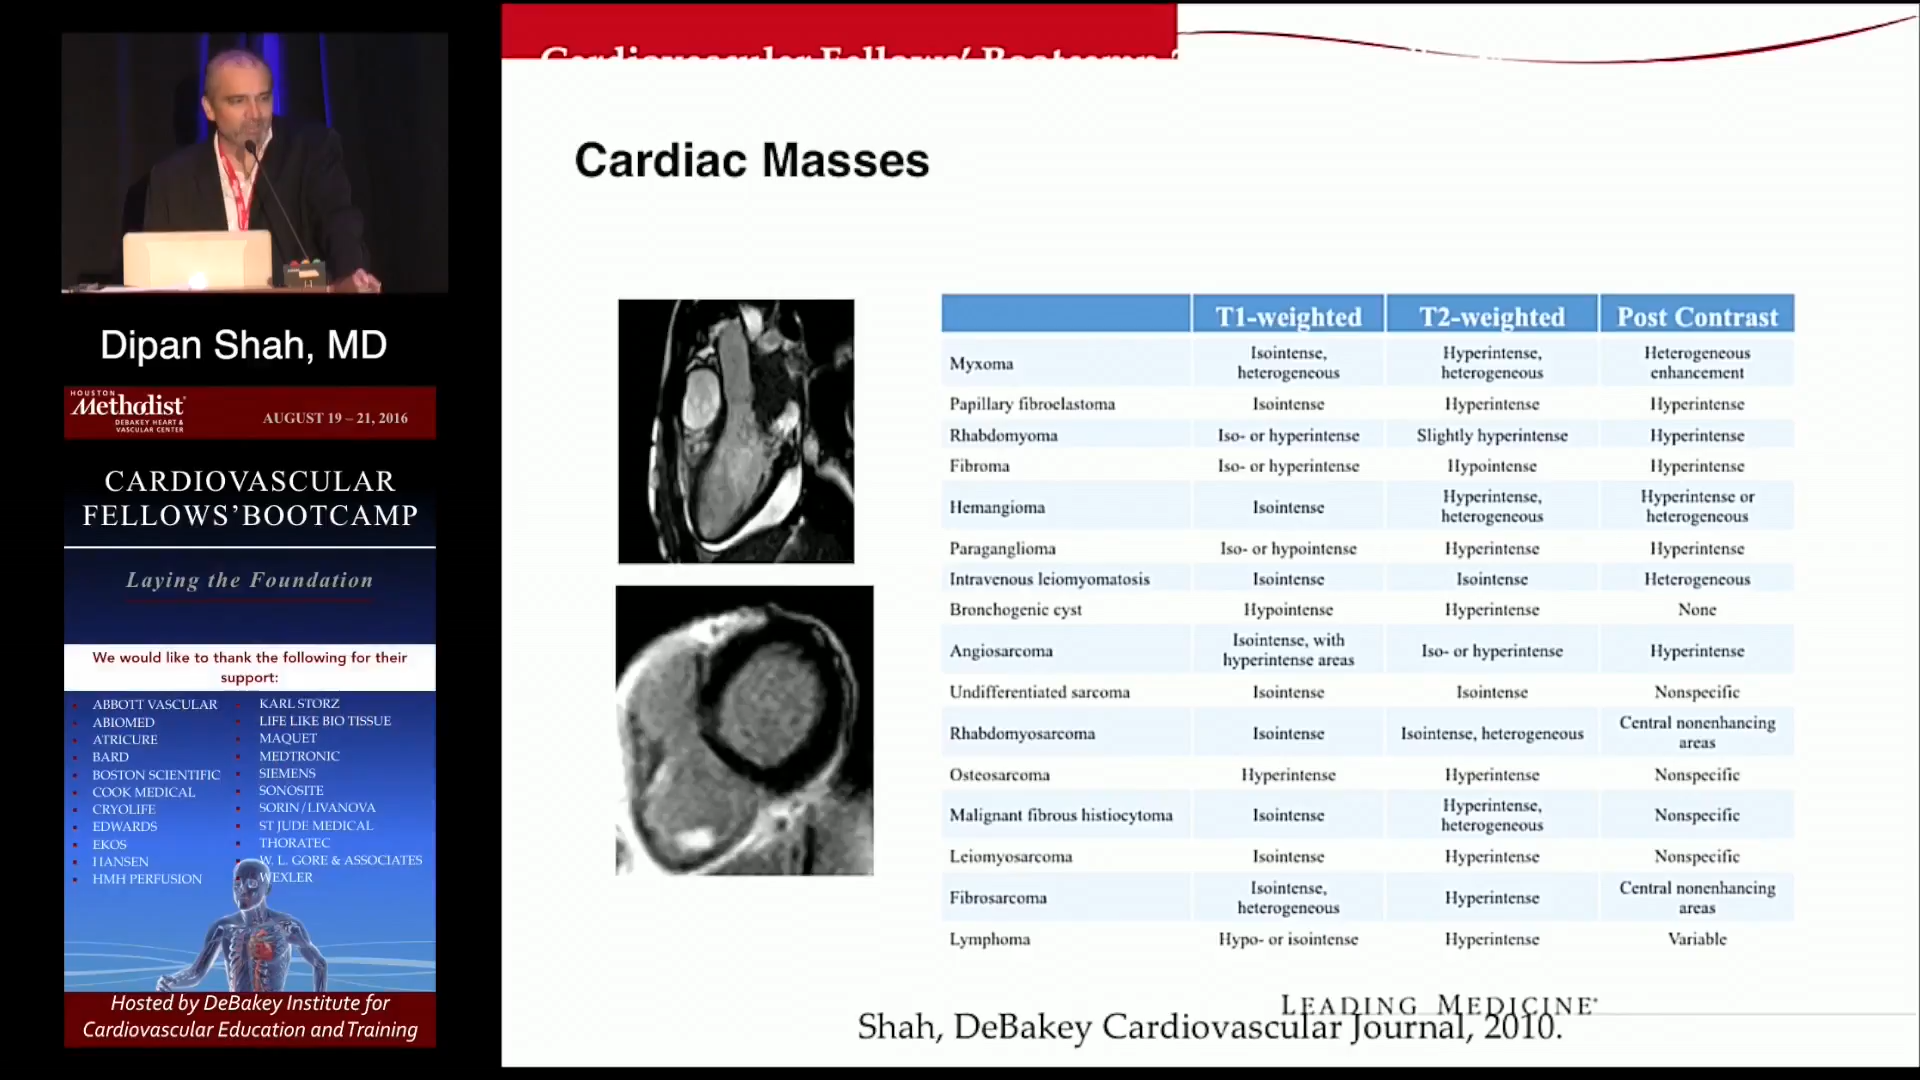 Dipan Shah, MD
HOUSTON
Methodist
DEBAKEY HEART &
VASCULAR CENTER
AUGUST 19 – 21, 2016
CARDIOVASCULAR
FELLOWS'BOOTCAMP
Laying the Foundation
We would like to thank the following for their
support:
ABBOTT VASCULAR
ABIOMED
ATRICURE
BARD
BOSTON SCIENTIFIC
COOK MEDICAL
CRYOLIFE
EDWARDS
EKOS
HANSEN
HMH PERFUSION
KARL STORZ
LIFE LIKE BIO TISSUE
MAQUET
MEDTRONIC
SIEMENS
SONOSITE
SORIN/LIVANOVA
ST JUDE MEDICAL
THORATEC
W. L. GORE & ASSOCIATES
WEXLER
Hosted by DeBakey Institute for
Cardiovascular Education and Training
Cardiovascular Fellows' Bootcamp
Cardiac Masses
T1-weighted T2-weighted Post Contrast
Myxoma Isointense, heterogeneous Hyperintense, heterogeneous Heterogeneous enhancement
Papillary fibroelastoma Isointense Hyperintense Hyperintense
Rhabdomyoma Iso- or hyperintense Slightly hyperintense Hyperintense
Fibroma Iso- or hyperintense Hypointense Hyperintense
Hemangioma Isointense Hyperintense, heterogeneous Hyperintense or heterogeneous
Paraganglioma Iso- or hypointense Hyperintense Hyperintense
Intravenous leiomyomatosis Isointense Isointense Heterogeneous
Bronchogenic cyst Hypointense Hyperintense None
Angiosarcoma Isointense, with hyperintense areas Iso- or hyperintense Hyperintense
Undifferentiated sarcoma Isointense Isointense Nonspecific
Rhabdomyosarcoma Isointense Isointense, heterogeneous Central nonenhancing areas
Osteosarcoma Hyperintense Hyperintense Nonspecific
Malignant fibrous histiocytoma Isointense Hyperintense, heterogeneous Nonspecific
Leiomyosarcoma Isointense Hyperintense Nonspecific
Fibrosarcoma Isointense, heterogeneous Hyperintense Central nonenhancing areas
Lymphoma Hypo- or isointense Hyperintense Variable
LEADING MEDICINE
Shah, DeBakey Cardiovascular Journal, 2010.